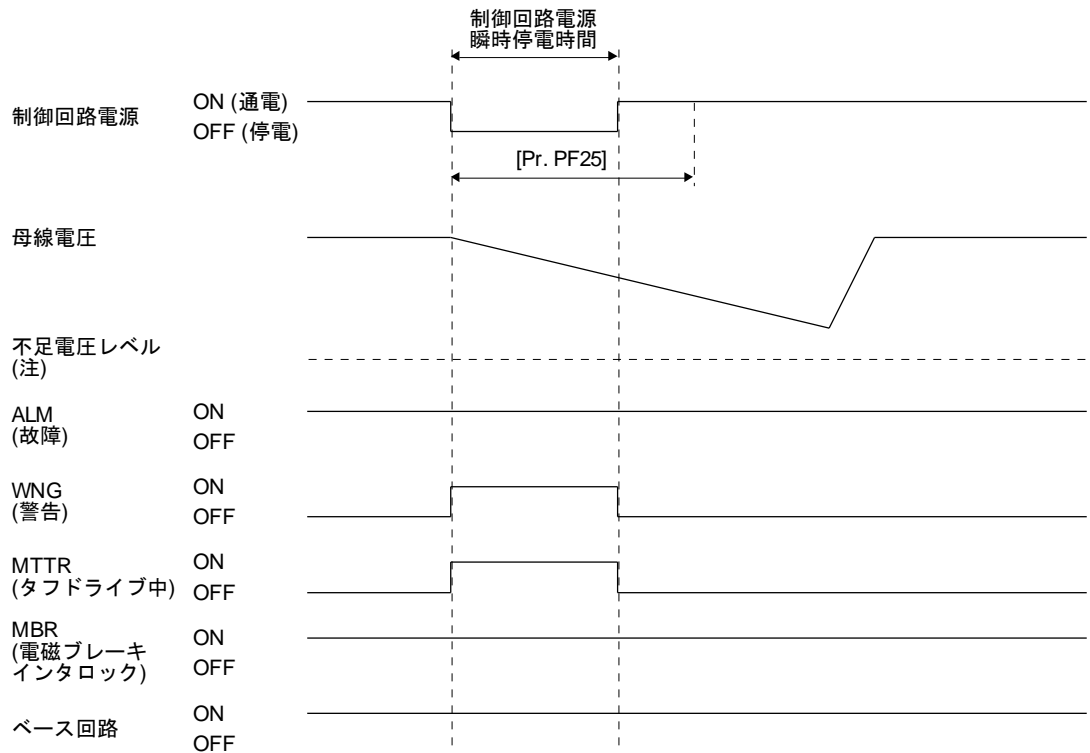 制御回路電源
瞬時停電時間
制御回路電源
ON (通電)
OFF (停電)
[Pr. PF25]
母線電圧
不足電圧レベル
(注)
ALM
(故障)
ON
OFF
WNG
(警告)
ON
OFF
MTTR
(タフドライブ中)
ON
OFF
MBR
(電磁ブレーキ
インタロック)
ON
OFF
ベース回路
ON
OFF